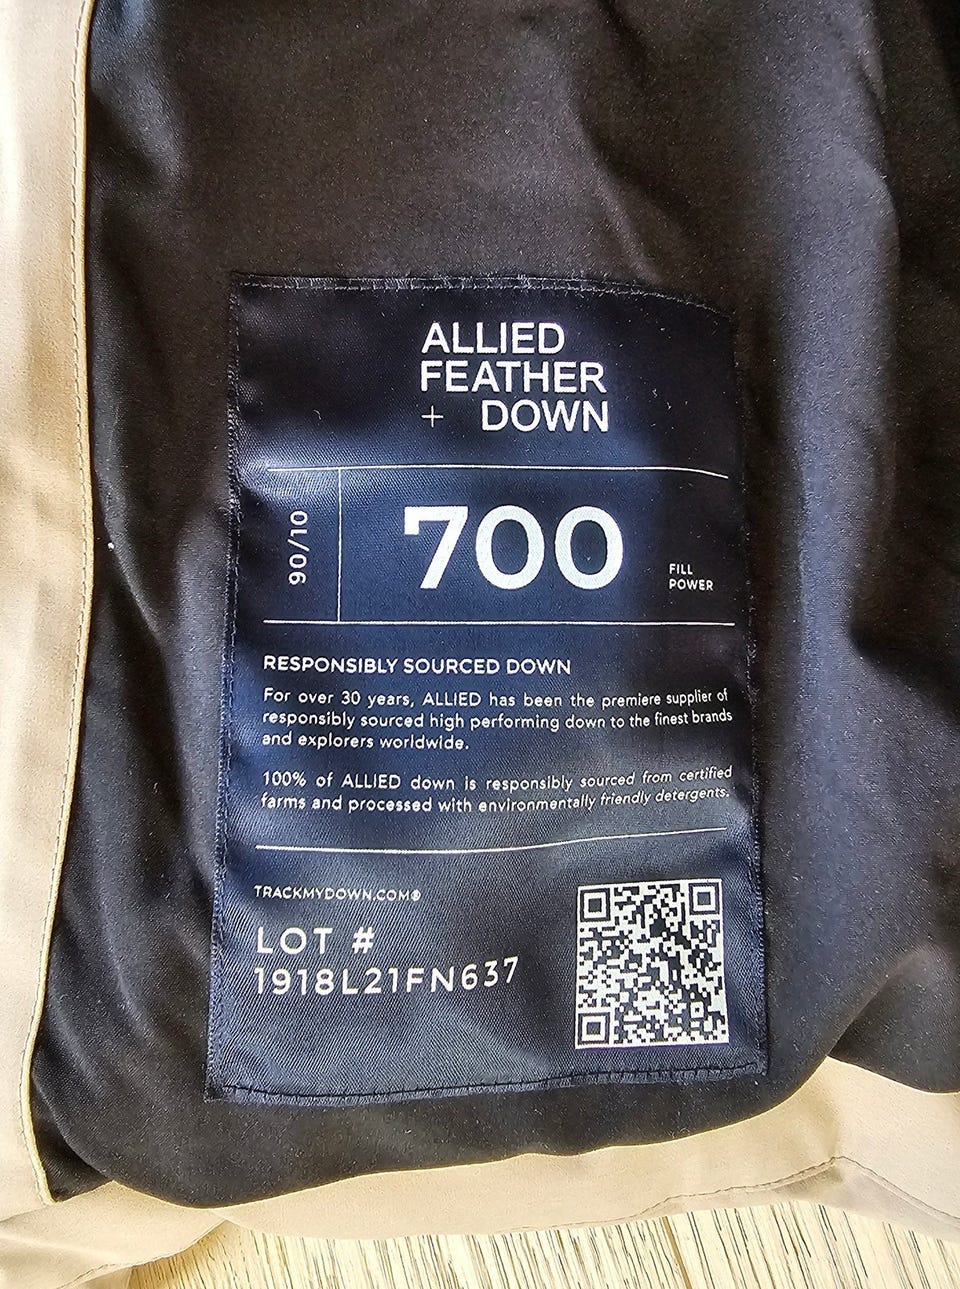 ALLIED
FEATHER
+ DOWN
90/10
700
FILL
POWER
RESPONSIBLY SOURCED DOWN
For over 30 years, ALLIED has been the premiere supplier of
responsibly sourced high performing down to the finest brands
and explorers worldwide.
100% of ALLIED down is responsibly sourced from certified
farms and processed with environmentally friendly detergents.
TRACKMYDOWN.COM®
LOT #
1918L21FN637